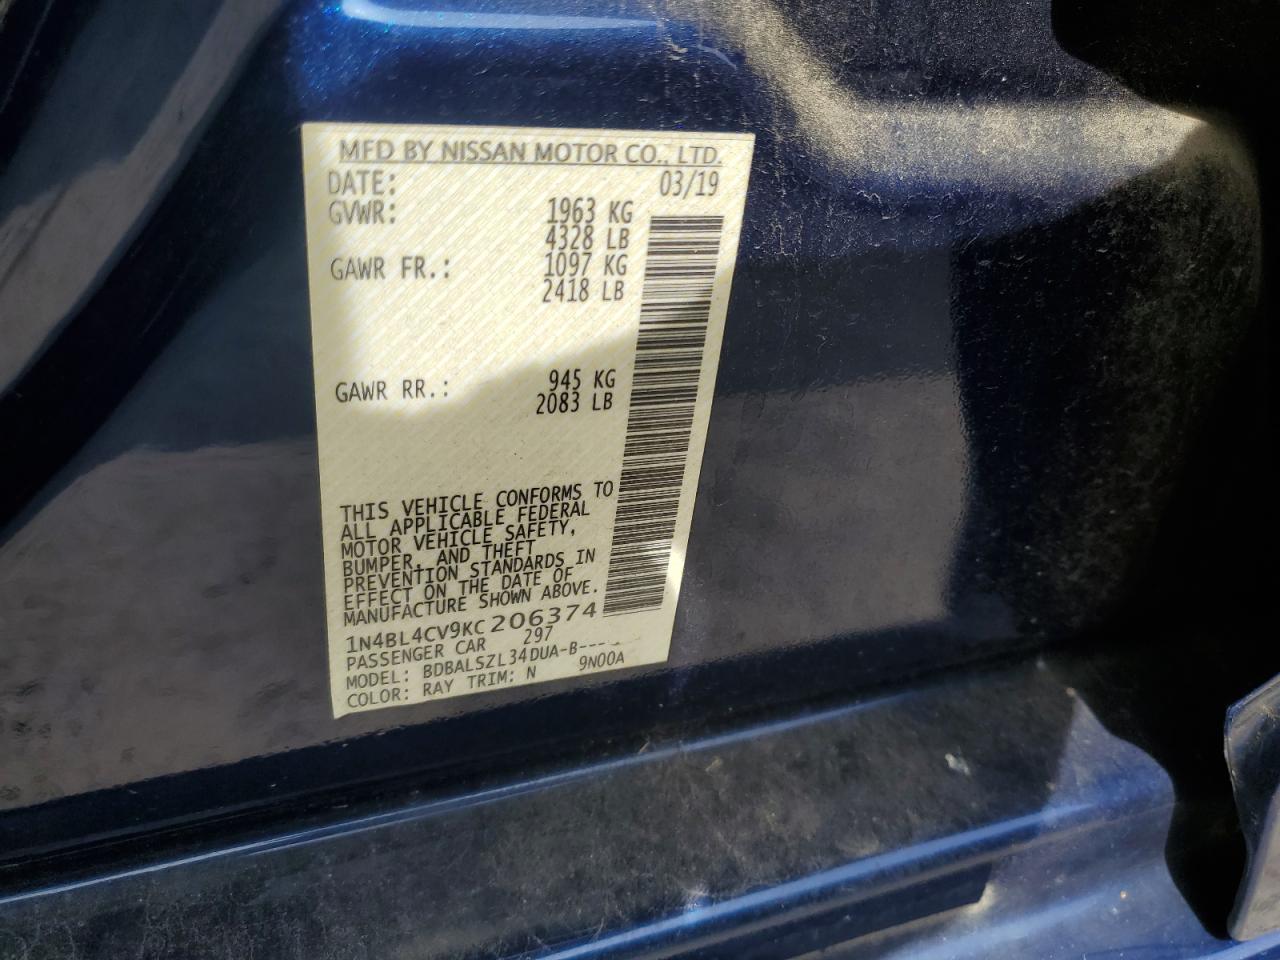 MFD BY NISSAN MOTOR CO., LTD.
DATE: 03/19
GVWR: 1963 KG
4328 LB
GAWR FR.: 1097 KG
2418 LB
GAWR RR.: 945 KG
2083 LB
THIS VEHICLE CONFORMS TO
ALL APPLICABLE FEDERAL
MOTOR VEHICLE SAFETY,
BUMPER, AND THEFT
PREVENTION STANDARDS IN
EFFECT ON THE DATE OF
MANUFACTURE SHOWN ABOVE.
1N4BL4CV9KC206374
PASSENGER CAR 297
MODEL: BDBALSZL34DUA-B----
COLOR: RAY TRIM: N 9N00A